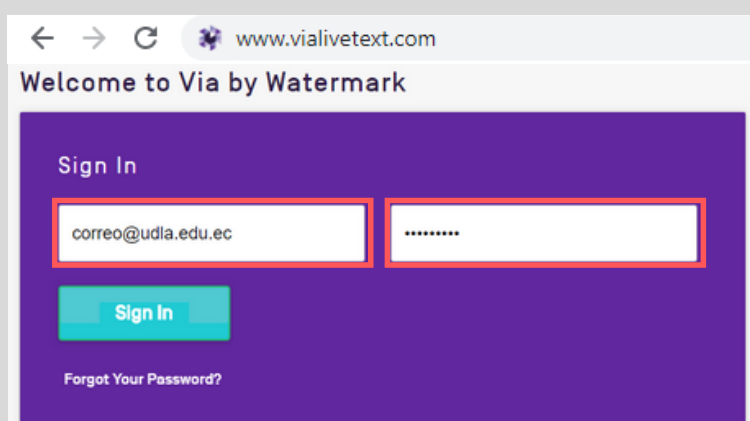 www.vialivetext.com
Welcome to Via by Watermark
Sign In
correo@udla.edu.ec •••••••••
Sign In
Forgot Your Password?